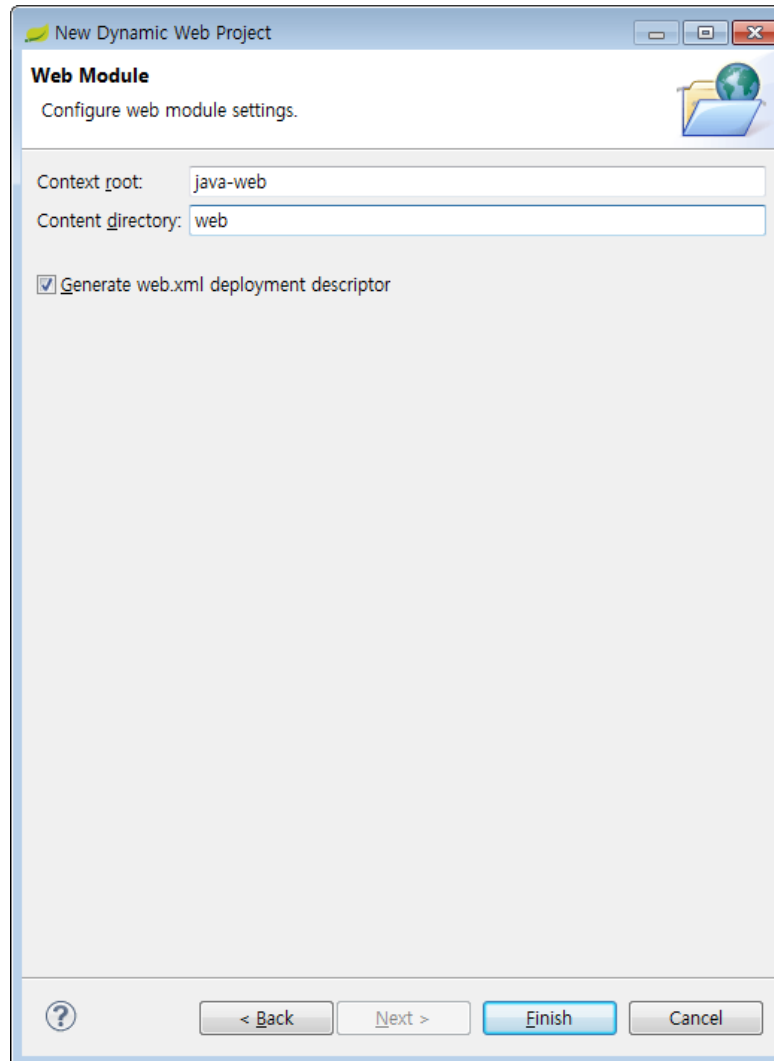 New Dynamic Web Project
Web Module
Configure web module settings.
Context root: java-web
Content directory: web
Generate web.xml deployment descriptor
? < Back Next > Finish Cancel